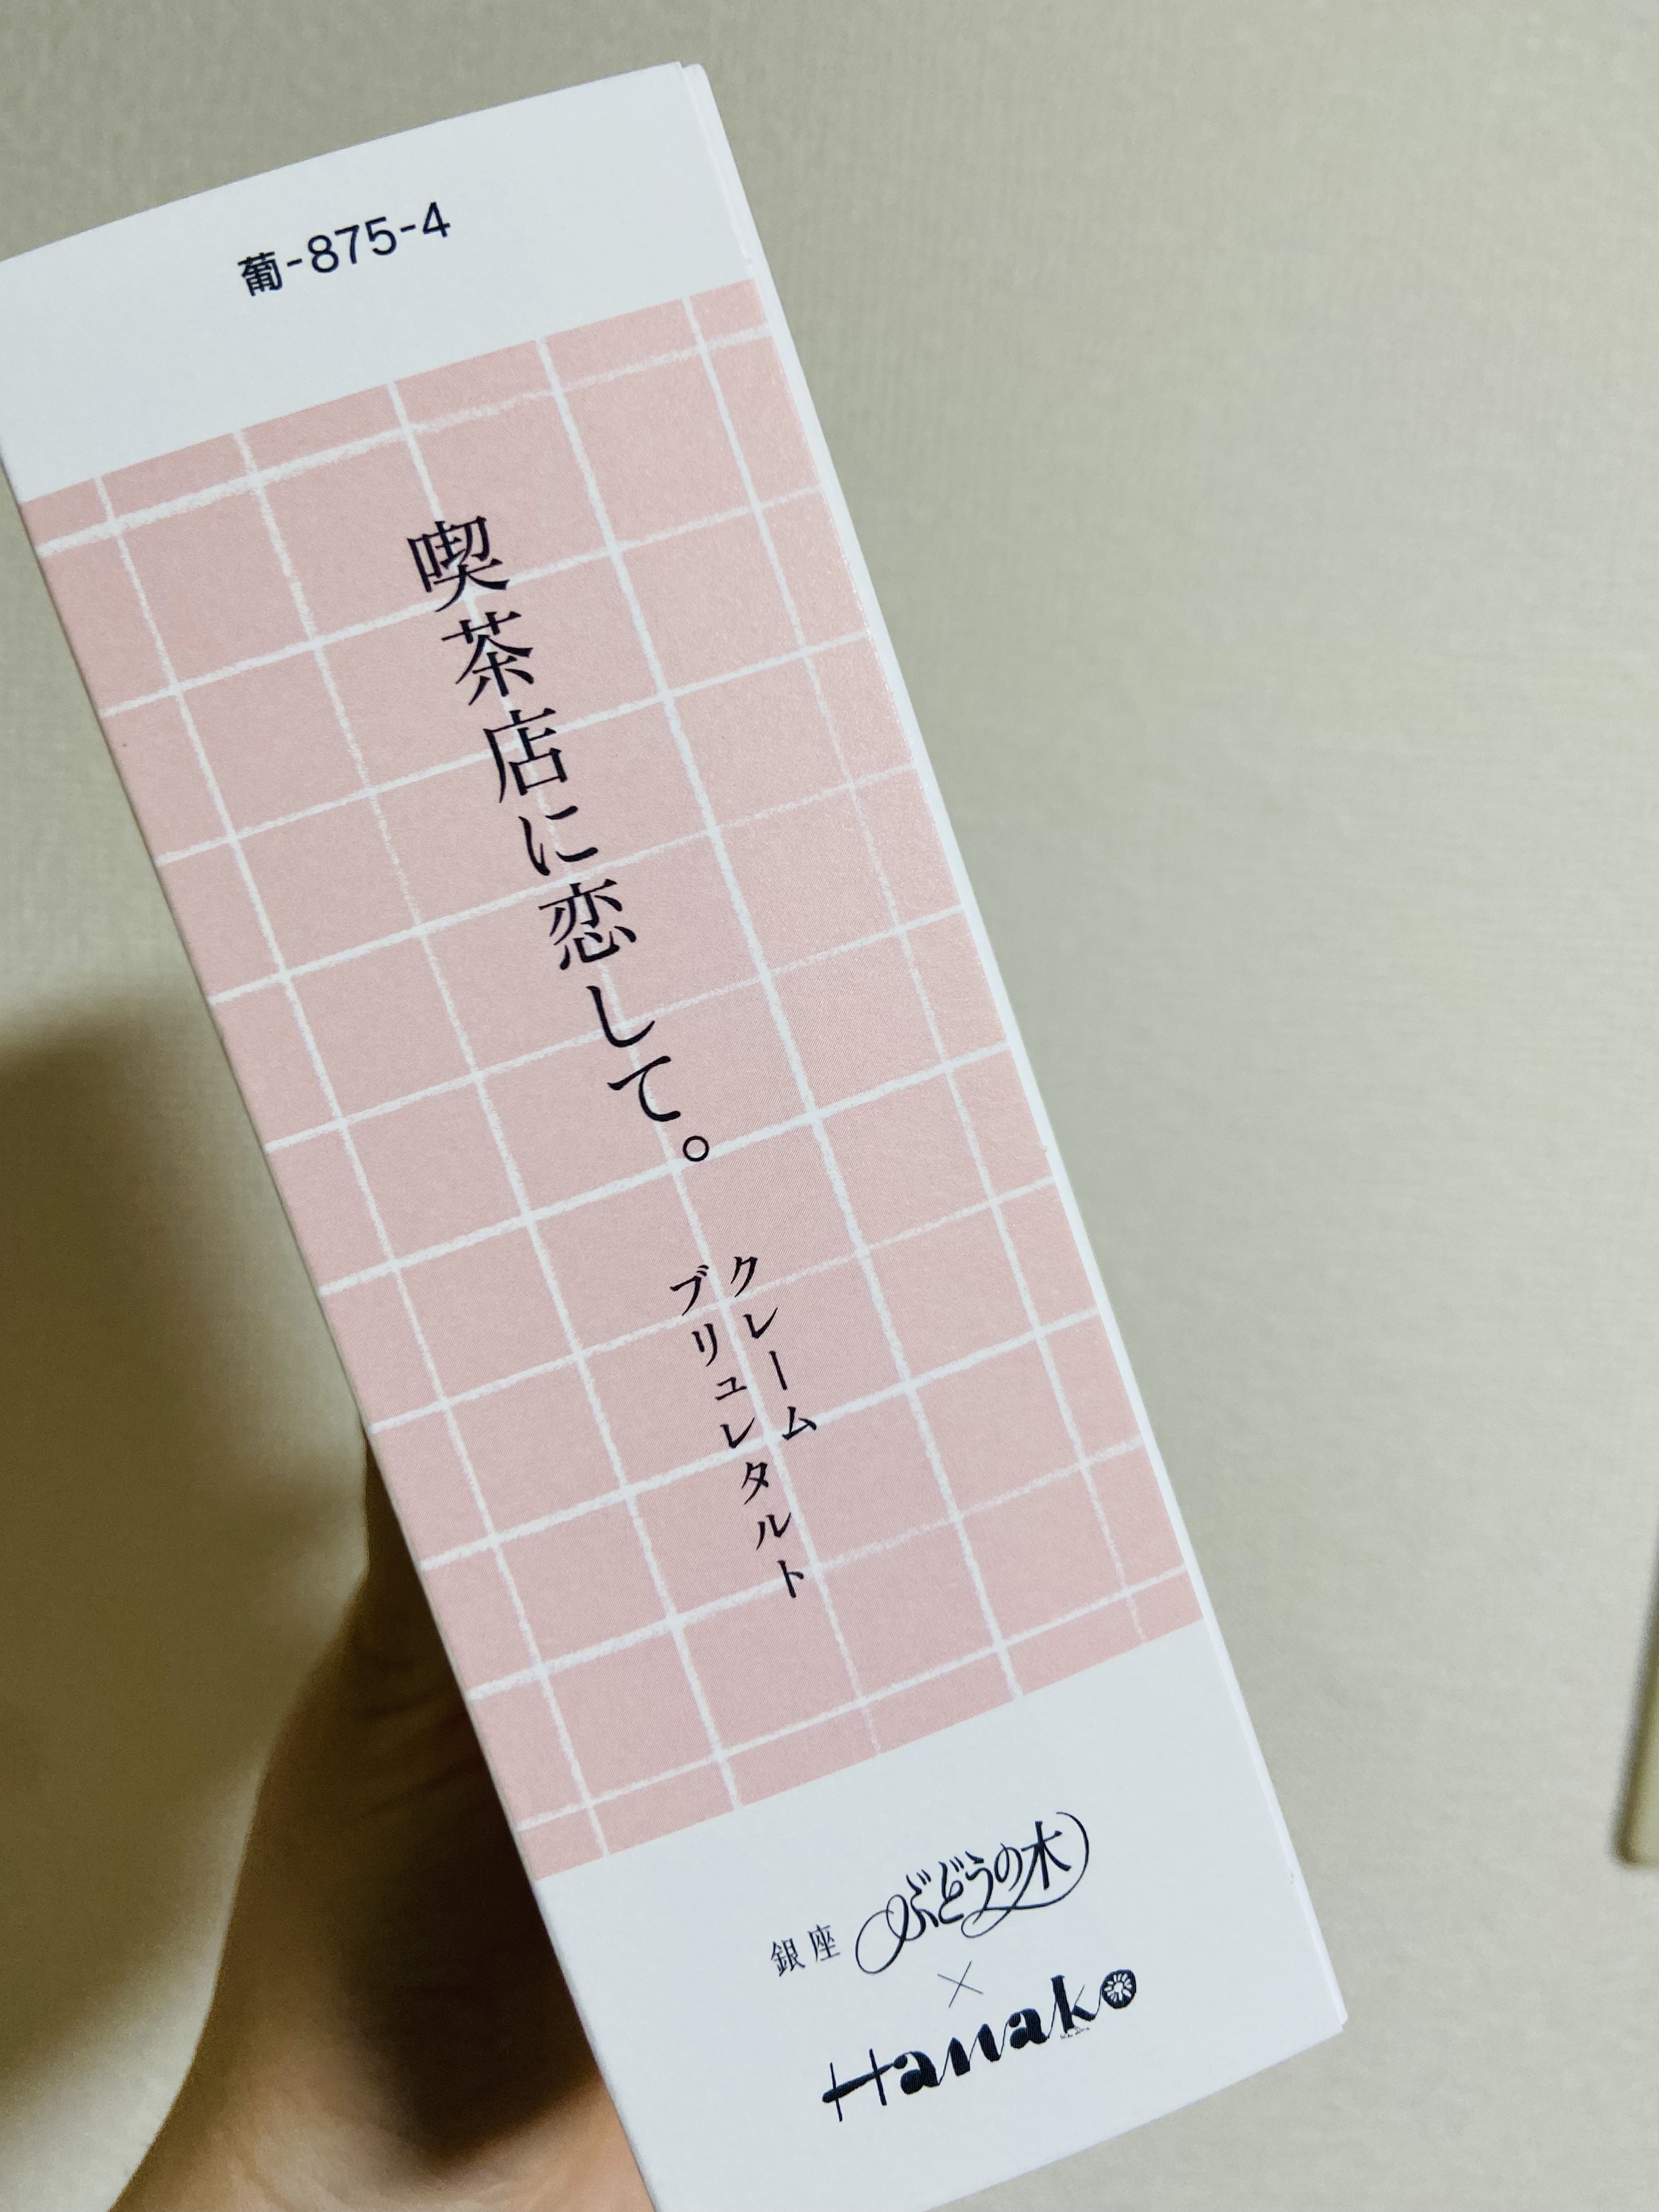 葡-875-4
喫茶店に恋して。
クレーム
ブリュレタルト
銀座 ぶどうの木
×
Hanako